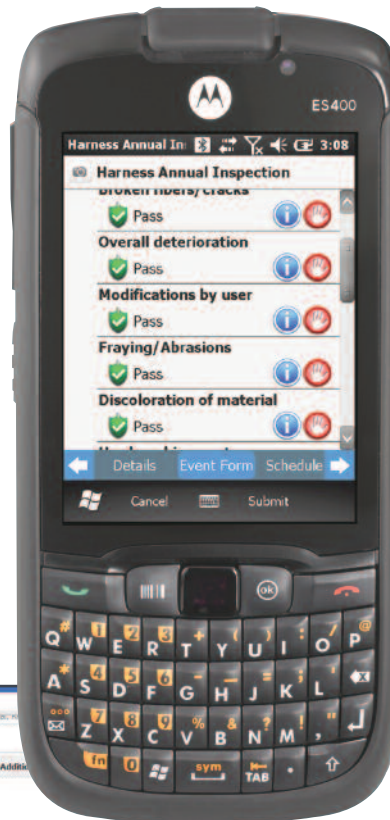 ES400
Harness Annual In 3:08
Harness Annual Inspection
Broken fibers/cracks
Pass
Overall deterioration
Pass
Modifications by user
Pass
Fraying/Abrasions
Pass
Discoloration of material
Pass
Details Event Form Schedule
Cancel Submit
ok
Q # W 1 E 2 R 3 T + Y ( U ) I : O / P @
A * S 4 D 5 F 6 G - H – J = K ; L '
Z 7 X 8 C 9 V % B & N ? M ! , "
fn 0 sym TAB .
Additi